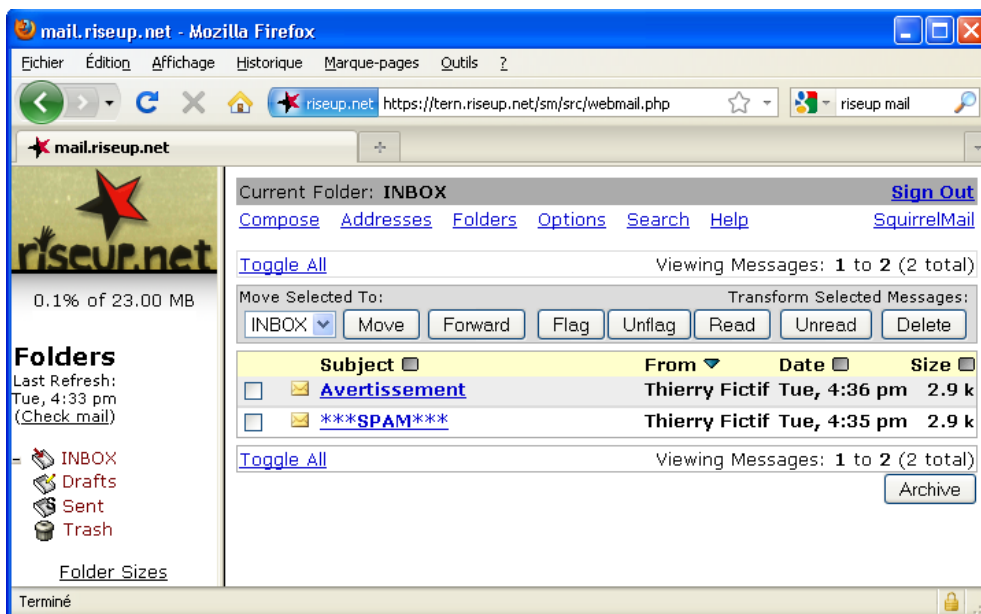 mail.riseup.net - Mozilla Firefox
Fichier Édition Affichage Historique Marque-pages Outils ?
riseup.net https://tern.riseup.net/sm/src/webmail.php riseup mail
mail.riseup.net
riseup.net
0.1% of 23.00 MB
Folders
Last Refresh:
Tue, 4:33 pm
(Check mail)
INBOX
Drafts
Sent
Trash
Folder Sizes
Current Folder: INBOX Sign Out
Compose Addresses Folders Options Search Help SquirrelMail
Toggle All Viewing Messages: 1 to 2 (2 total)
Move Selected To: Transform Selected Messages:
INBOX Move Forward Flag Unflag Read Unread Delete
Subject From Date Size
Avertissement Thierry Fictif Tue, 4:36 pm 2.9 k
***SPAM*** Thierry Fictif Tue, 4:35 pm 2.9 k
Toggle All Viewing Messages: 1 to 2 (2 total)
Archive
Terminé